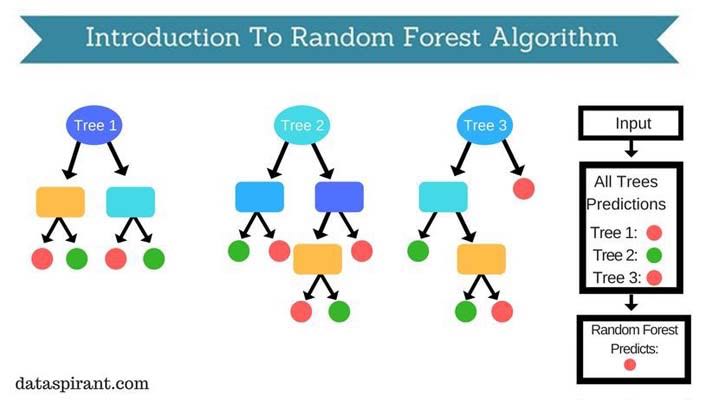 Introduction To Random Forest Algorithm
Tree 1
Tree 2
Tree 3
Input
All Trees
Predictions
Tree 1:
Tree 2:
Tree 3:
Random Forest
Predicts:
dataspirant.com